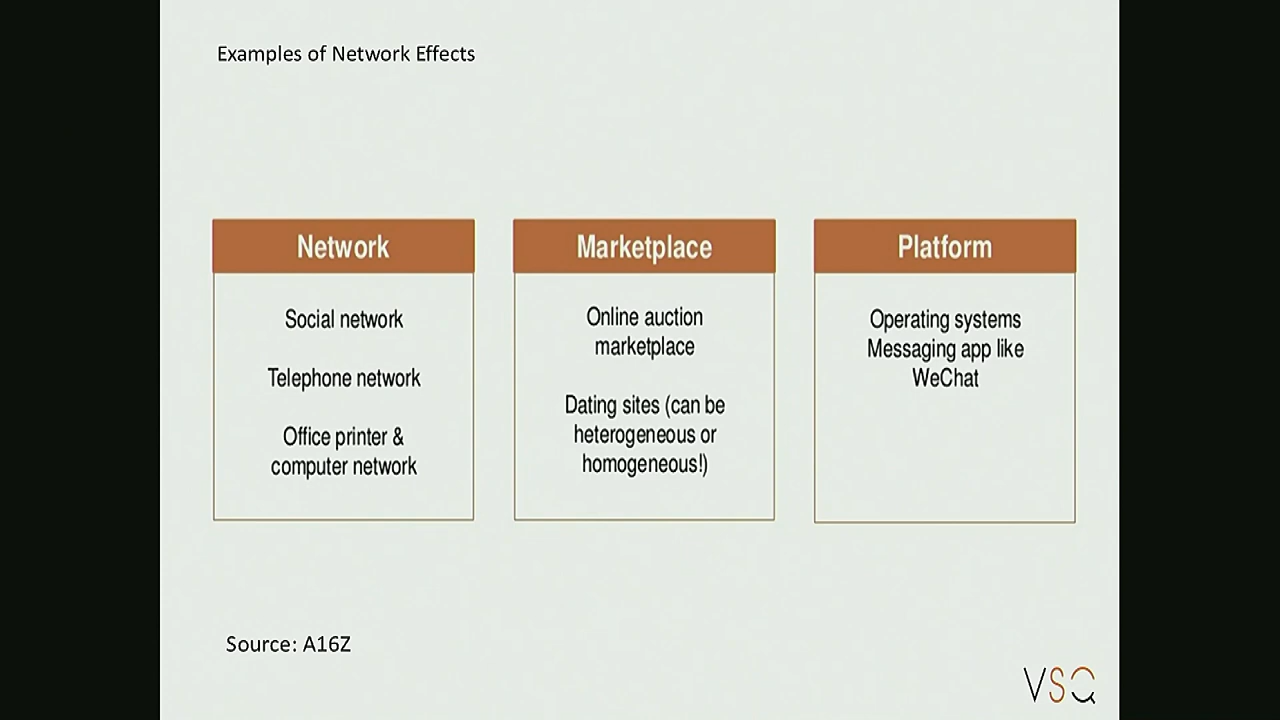 Examples of Network Effects
Network
Social network
Telephone network
Office printer &
computer network
Marketplace
Online auction
marketplace
Dating sites (can be
heterogeneous or
homogeneous!)
Platform
Operating systems
Messaging app like
WeChat
Source: A16Z
VSQ